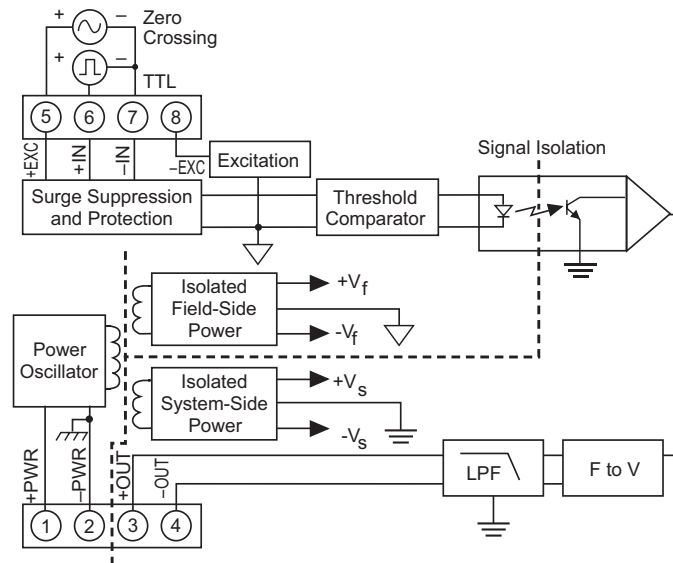 + – Zero
Crossing
+ – TTL
5 6 7 8
+EXC +IN –IN –EXC
Excitation
Signal Isolation
Surge Suppression
and Protection
Threshold
Comparator
Isolated
Field-Side
Power
+Vf
-Vf
Power
Oscillator
Isolated
System-Side
Power
+Vs
-Vs
+PWR –PWR +OUT –OUT
LPF
F to V
1 2 3 4